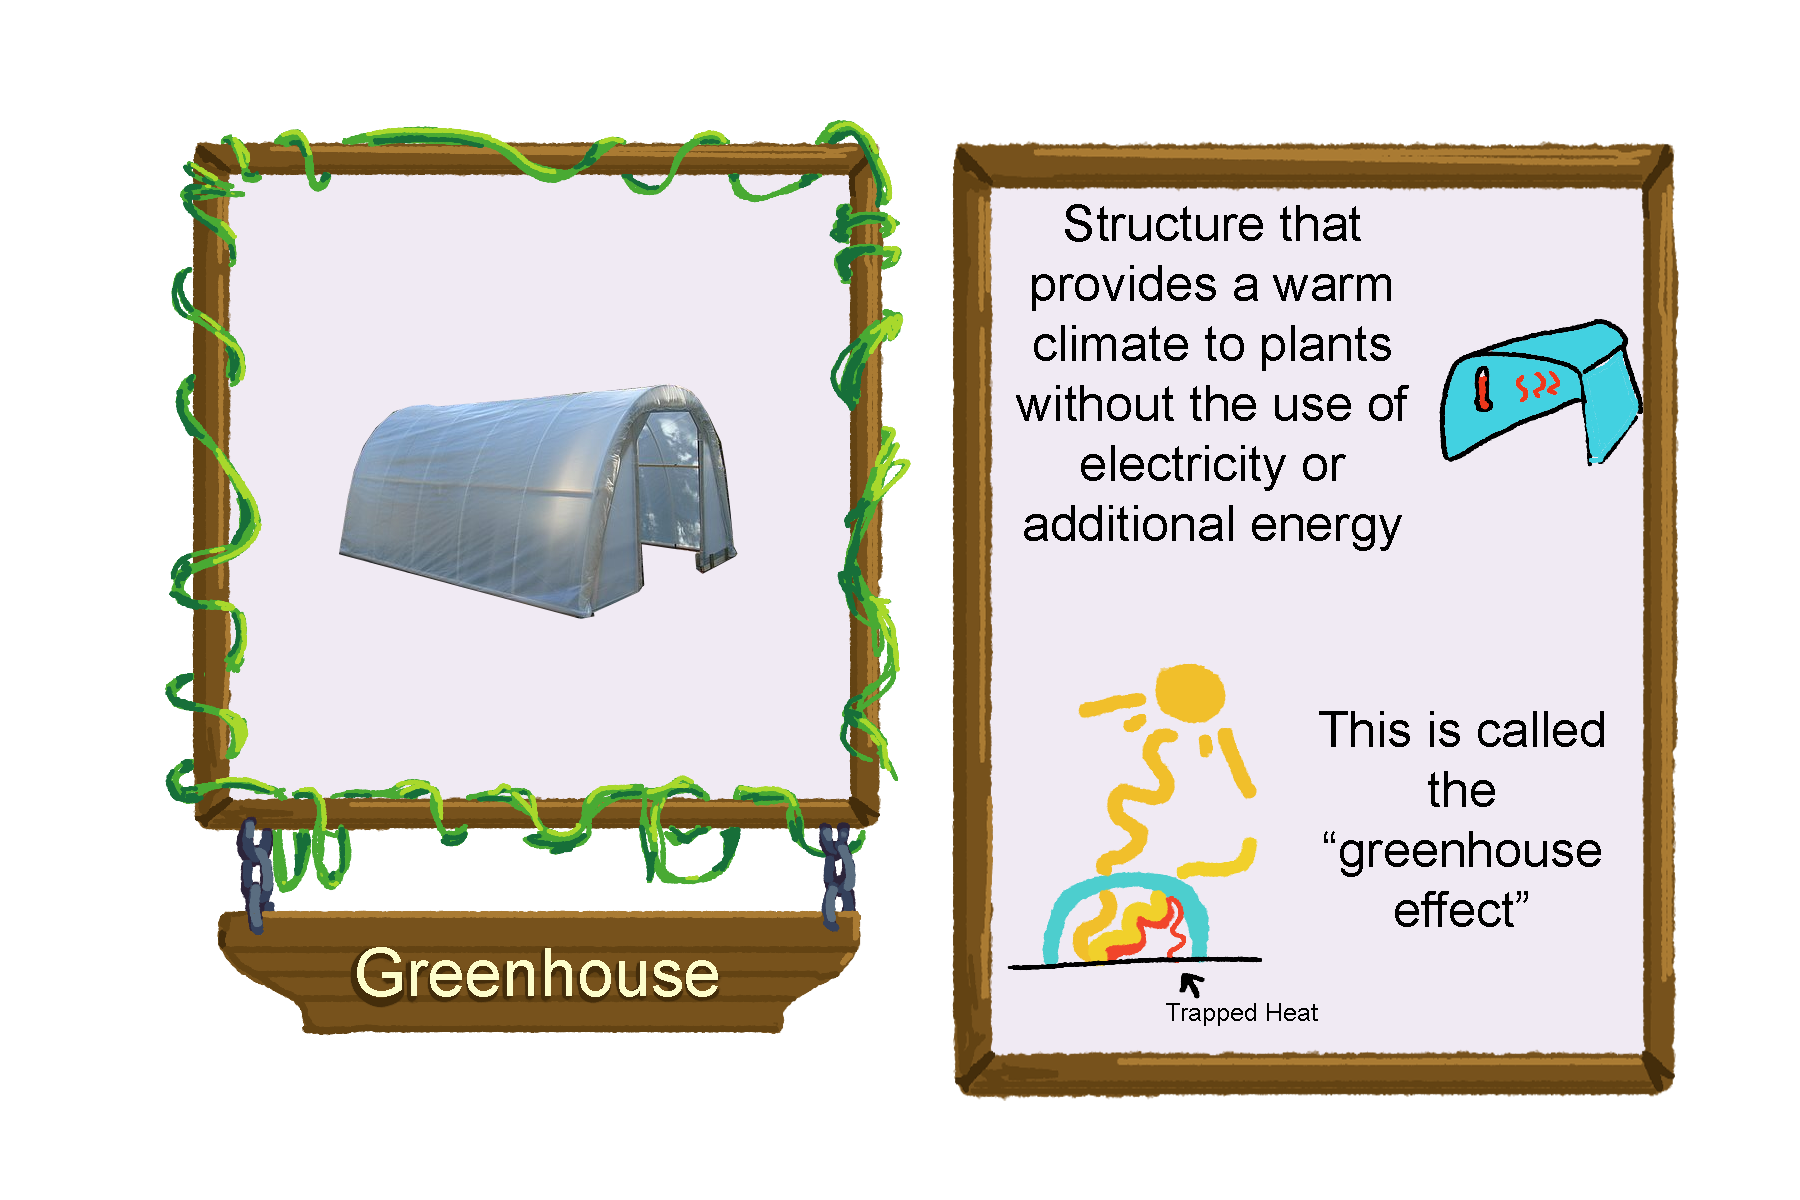 Greenhouse
Structure that
provides a warm
climate to plants
without the use of
electricity or
additional energy
This is called
the
“greenhouse
effect”
Trapped Heat